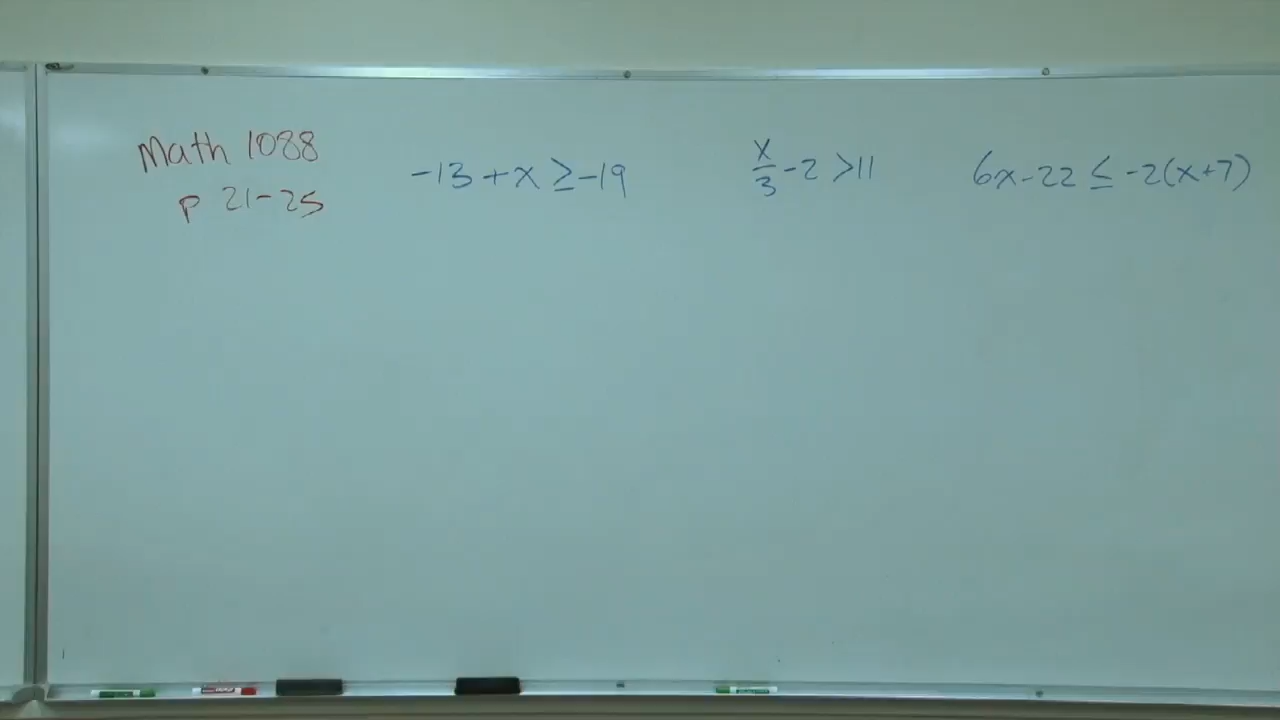 Math 1088
p 21-25
-13 + x ≥ -19
x/3 - 2 > 11
6x - 22 ≤ -2(x+7)